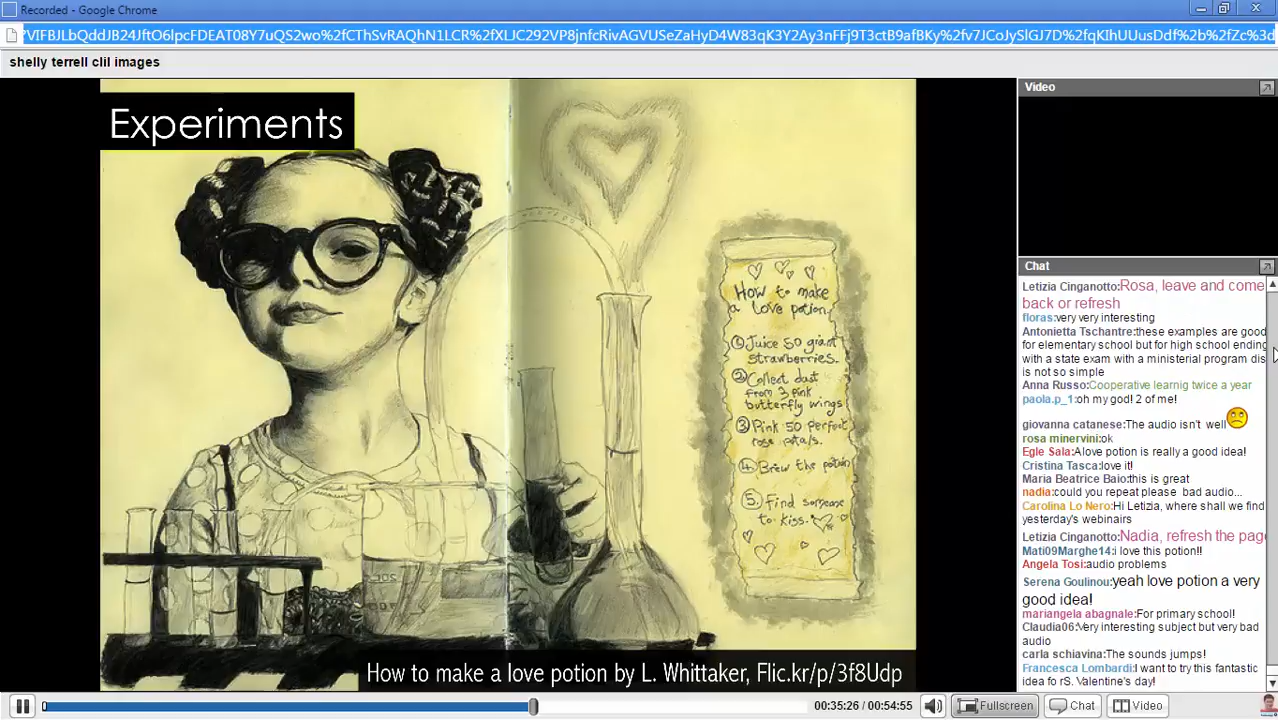 Recorded - Google Chrome
?VIFBJLbQddJB24JftO6lpcFDEAT08Y7uQS2wo%2fCThSvRAQhN1LCR%2fXLJC292VP8jnfcRivAGVUSeZaHyD4W83qK3Y2Ay3nFFj9T3ctB9afBKy%2fv7JCoJySlGJ7D%2fqKIhUUusDdf%2b%2fZc%3d
shelly terrell clil images
Experiments
How to make
a love potion
① Juice 50 giant
strawberries.
② Collect dust
from 3 pink
butterfly wings
③ Pink 50 perfect
rose petals.
④ Brew the potion
⑤ Find someone
to kiss.
How to make a love potion by L. Whittaker, Flic.kr/p/3f8Udp
Video
Chat
Letizia Cinganotto:Rosa, leave and come
back or refresh
floras:very very interesting
Antonietta Tschantre:these examples are good
for elementary school but for high school ending
with a state exam with a ministerial program dis
is not so simple
Anna Russo:Cooperative learnig twice a year
paola.p_1:oh my god! 2 of me!
giovanna catanese:The audio isn't well
rosa minervini:ok
Egle Sala:A love potion is really a good idea!
Cristina Tasca:love it!
Maria Beatrice Baio:this is great
nadia:could you repeat please bad audio...
Carolina Lo Nero:Hi Letizia, where shall we find
yesterday's webinairs
Letizia Cinganotto:Nadia, refresh the page
Mati09Marghe14:i love this potion!!
Angela Tosi:audio problems
Serena Goulinou:yeah love potion a very
good idea!
mariangela abagnale:For primary school!
Claudia06:Very interesting subject but very bad
audio
carla schiavina:The sounds jumps!
Francesca Lombardi:I want to try this fantastic
idea for rS. Valentine's day!
00:35:26 / 00:54:55
Fullscreen
Chat
Video